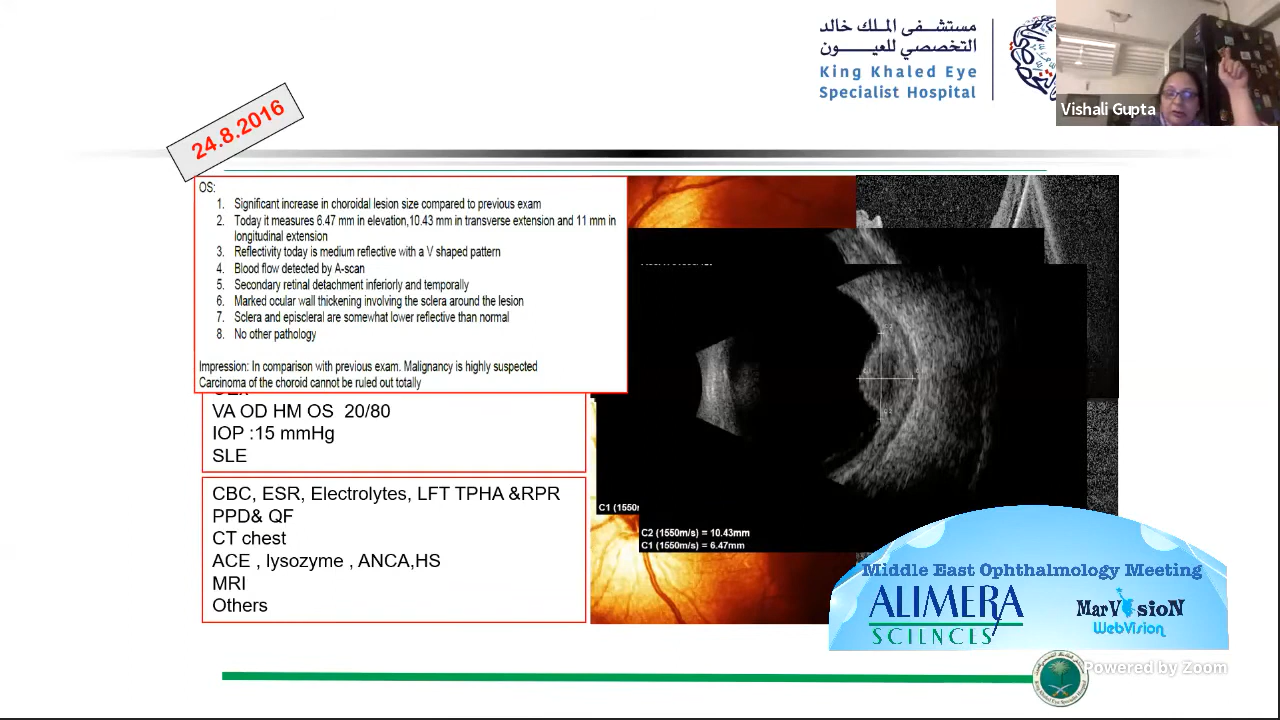 مستشفى الملك خالد
التخصصي للعيون
King Khaled Eye
Specialist Hospital
Vishali Gupta
24.8.2016
OS:
1. Significant increase in choroidal lesion size compared to previous exam
2. Today it measures 6.47 mm in elevation,10.43 mm in transverse extension and 11 mm in
longitudinal extension
3. Reflectivity today is medium reflective with a V shaped pattern
4. Blood flow detected by A-scan
5. Secondary retinal detachment inferiorly and temporally
6. Marked ocular wall thickening involving the sclera around the lesion
7. Sclera and episcleral are somewhat lower reflective than normal
8. No other pathology
Impression: In comparison with previous exam. Malignancy is highly suspected
Carcinoma of the choroid cannot be ruled out totally
VA OD HM OS 20/80
IOP :15 mmHg
SLE
CBC, ESR, Electrolytes, LFT TPHA &RPR
PPD& QF
CT chest
ACE , lysozyme , ANCA,HS
MRI
Others
C1 (1550
C2 (1550m/s) = 10.43mm
C1 (1550m/s) = 6.47mm
Middle East Ophthalmology Meeting
ALIMERA
SCILNCLS
MarVisioN
WebVision
Powered by Zoom